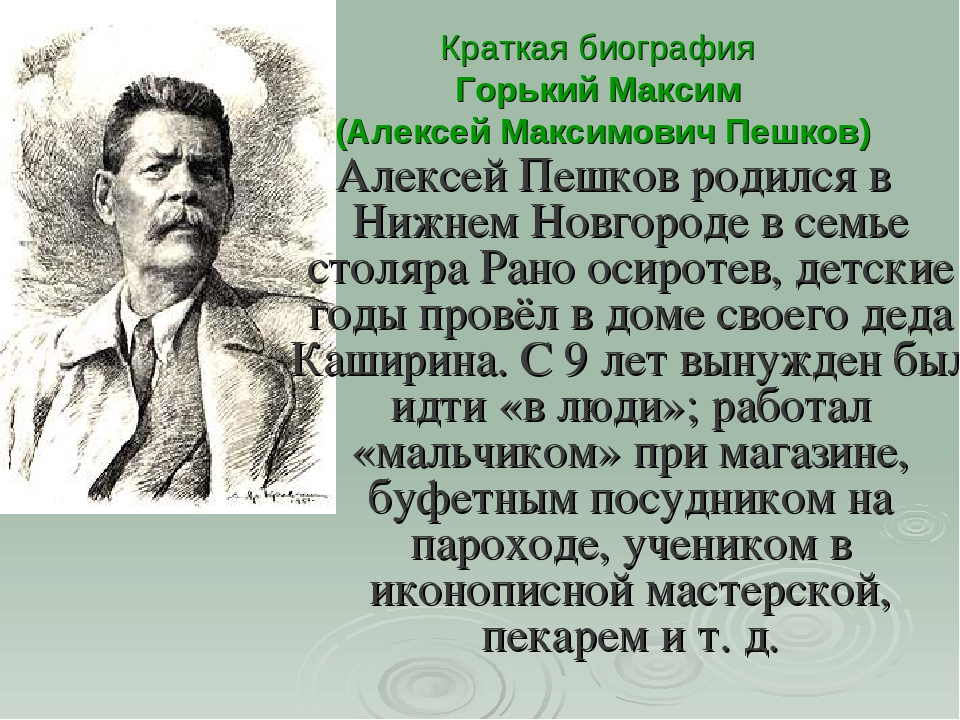 Краткая биография
Горький Максим
(Алексей Максимович Пешков)
Алексей Пешков родился в
Нижнем Новгороде в семье
столяра Рано осиротев, детские
годы провёл в доме своего деда
Каширина. С 9 лет вынужден был
идти «в люди»; работал
«мальчиком» при магазине,
буфетным посудником на
пароходе, учеником в
иконописной мастерской,
пекарем и т. д.